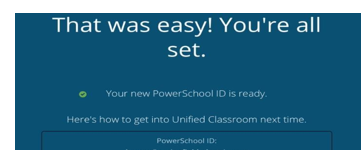 That was easy! You're all
set.
Your new PowerSchool ID is ready.
Here's how to get into Unified Classroom next time.
PowerSchool ID: